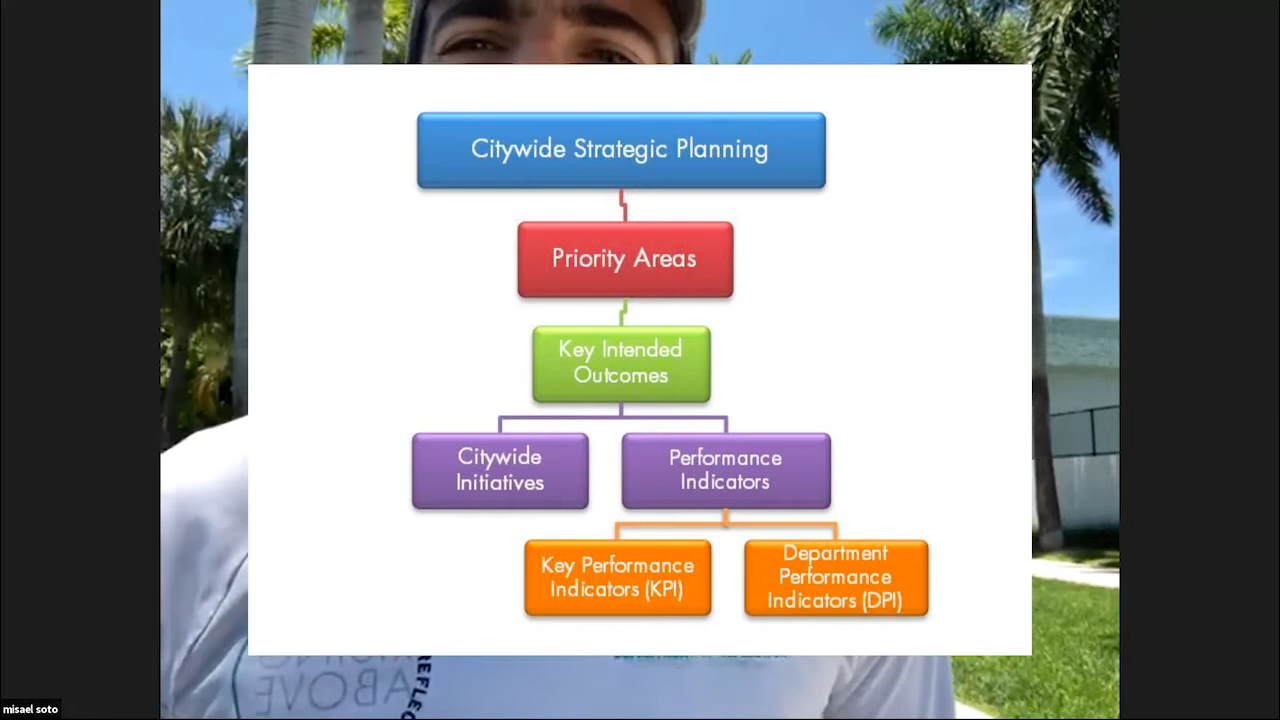 Citywide Strategic Planning
Priority Areas
Key Intended
Outcomes
Citywide
Initiatives
Performance
Indicators
Key Performance
Indicators (KPI)
Department
Performance
Indicators (DPI)
ABOVE
misael soto